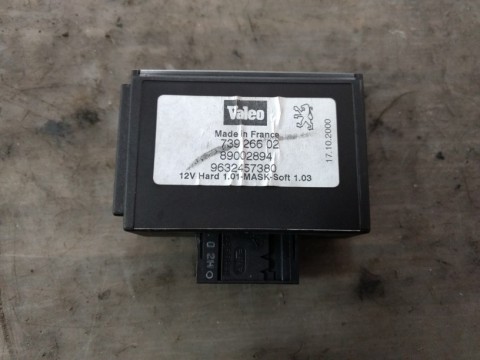 Valeo
Made in France
739 266 02
89002894
9632457380
12V Hard 1.01-MASK-Soft 1.03
17.10.2000